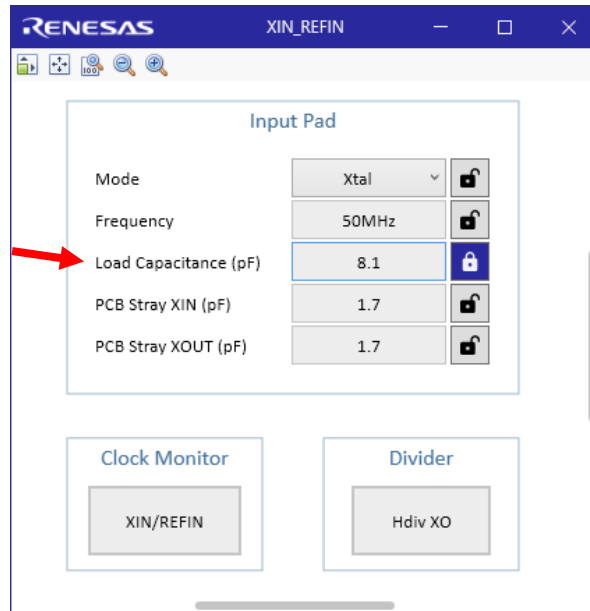 RENESAS XIN_REFIN
100
Input Pad
Mode Xtal
Frequency 50MHz
Load Capacitance (pF) 8.1
PCB Stray XIN (pF) 1.7
PCB Stray XOUT (pF) 1.7
Clock Monitor Divider
XIN/REFIN Hdiv XO